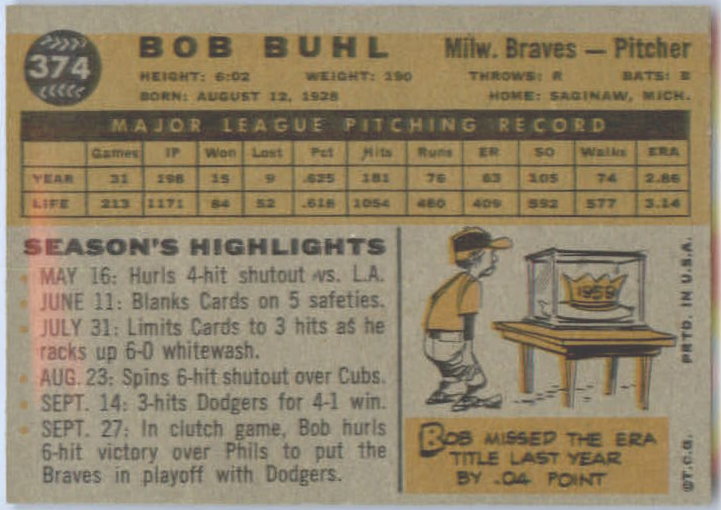 374
BOB BUHL
Milw. Braves — Pitcher
HEIGHT: 6:02 WEIGHT: 190 THROWS: R BATS: B
BORN: AUGUST 12, 1928 HOME: SAGINAW, MICH.
MAJOR LEAGUE PITCHING RECORD
Games IP Won Lost Pct Hits Runs ER SO Walks ERA
YEAR 31 198 15 9 .625 181 76 63 105 74 2.86
LIFE 213 1171 84 52 .618 1054 460 409 592 577 3.14
SEASON'S HIGHLIGHTS
• MAY 16: Hurls 4-hit shutout vs. L.A.
• JUNE 11: Blanks Cards on 5 safeties.
• JULY 31: Limits Cards to 3 hits as he
racks up 6-0 whitewash.
• AUG. 23: Spins 6-hit shutout over Cubs.
• SEPT. 14: 3-hits Dodgers for 4-1 win.
• SEPT. 27: In clutch game, Bob hurls
6-hit victory over Phils to put the
Braves in playoff with Dodgers.
1959
BOB MISSED THE ERA
TITLE LAST YEAR
BY .04 POINT
©T.C.G. PRTD. IN U.S.A.